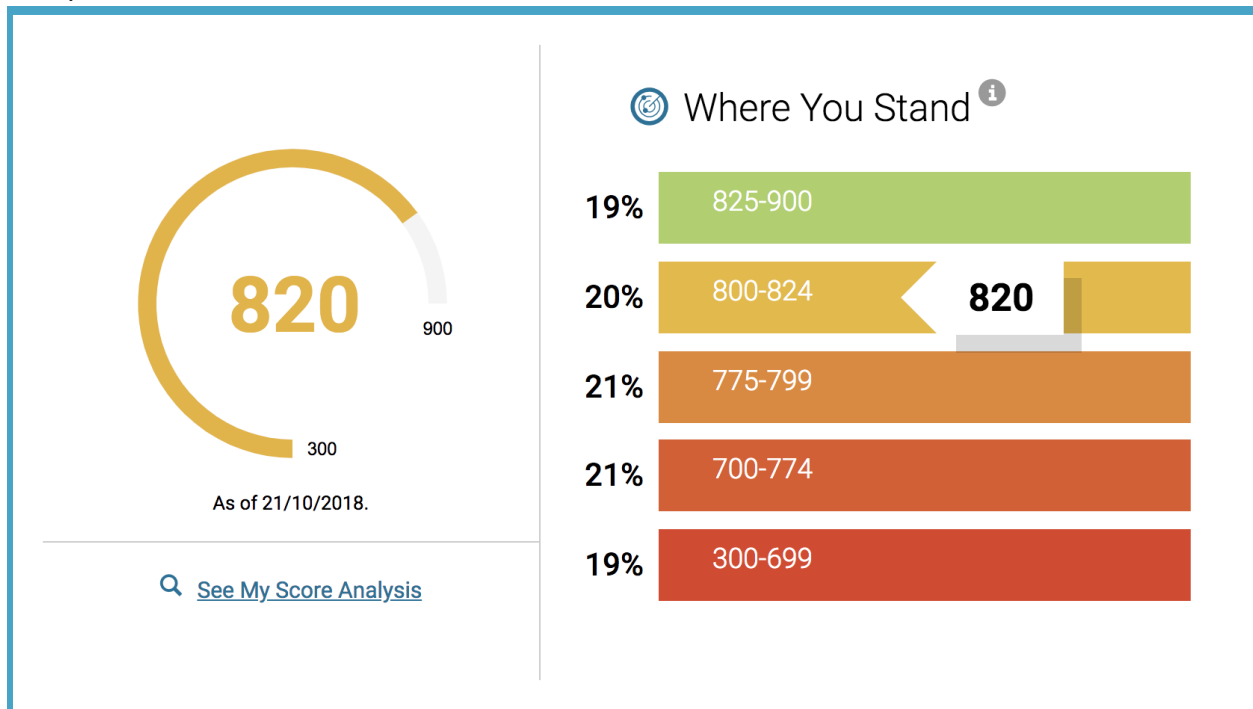 820
900
300
As of 21/10/2018.
See My Score Analysis
Where You Stand
19% 825-900
20% 800-824 820
21% 775-799
21% 700-774
19% 300-699